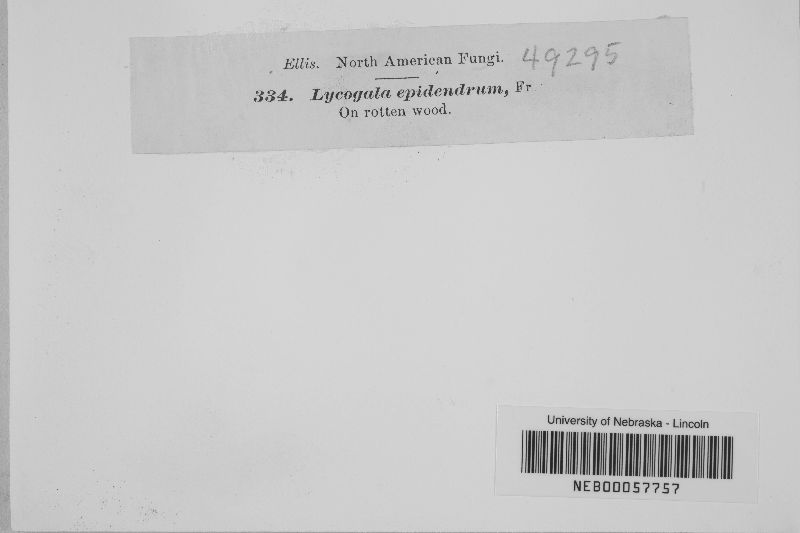 Ellis. North American Fungi. 49295
334. Lycogala epidendrum, Fr
On rotten wood.
University of Nebraska - Lincoln
NEB00057757